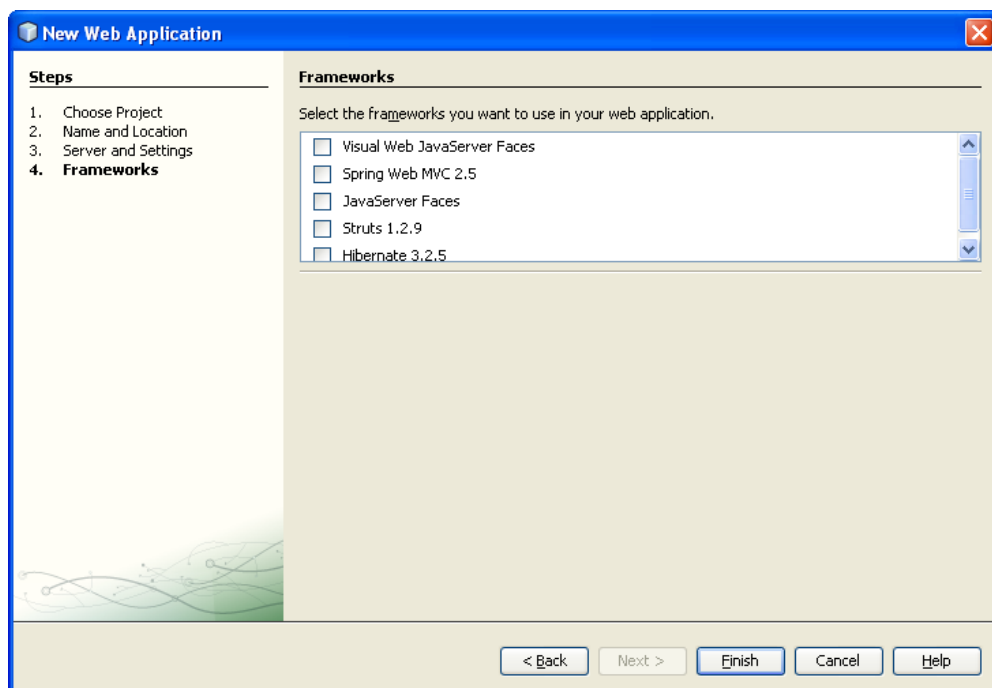 New Web Application
Steps
1. Choose Project
2. Name and Location
3. Server and Settings
4. Frameworks
Frameworks
Select the frameworks you want to use in your web application.
Visual Web JavaServer Faces
Spring Web MVC 2.5
JavaServer Faces
Struts 1.2.9
Hibernate 3.2.5
< Back
Next >
Finish
Cancel
Help